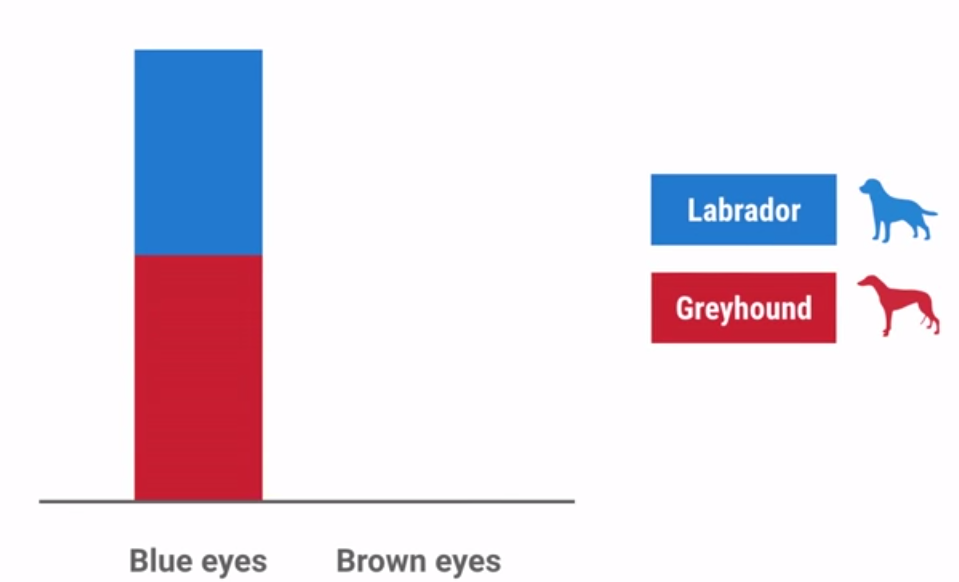 Labrador
Greyhound
Blue eyes
Brown eyes